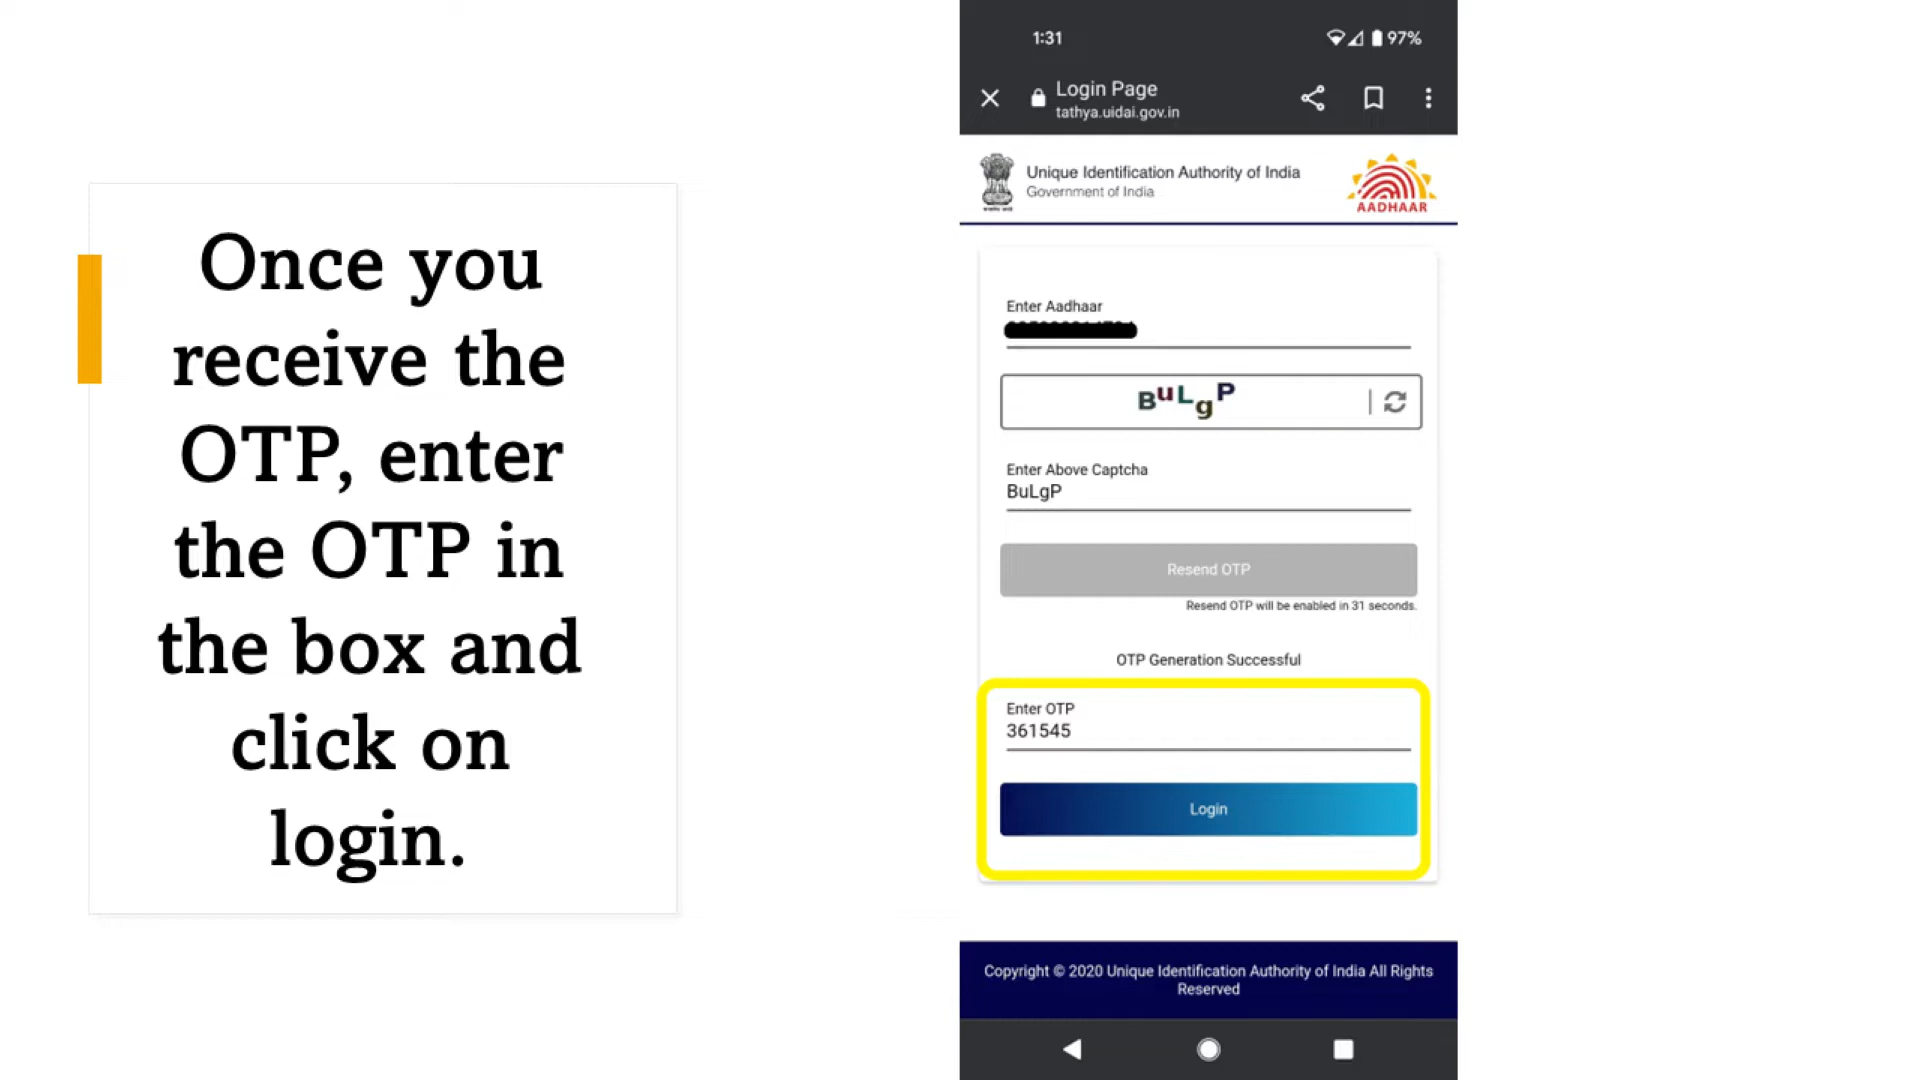 Once you
receive the
OTP, enter
the OTP in
the box and
click on
login.
1:31
97%
Login Page
tathya.uidai.gov.in
Unique Identification Authority of India
Government of India
AADHAAR
Enter Aadhaar
BuLgP
Enter Above Captcha
BuLgP
Resend OTP
Resend OTP will be enabled in 31 seconds.
OTP Generation Successful
Enter OTP
361545
Login
Copyright © 2020 Unique Identification Authority of India All Rights
Reserved